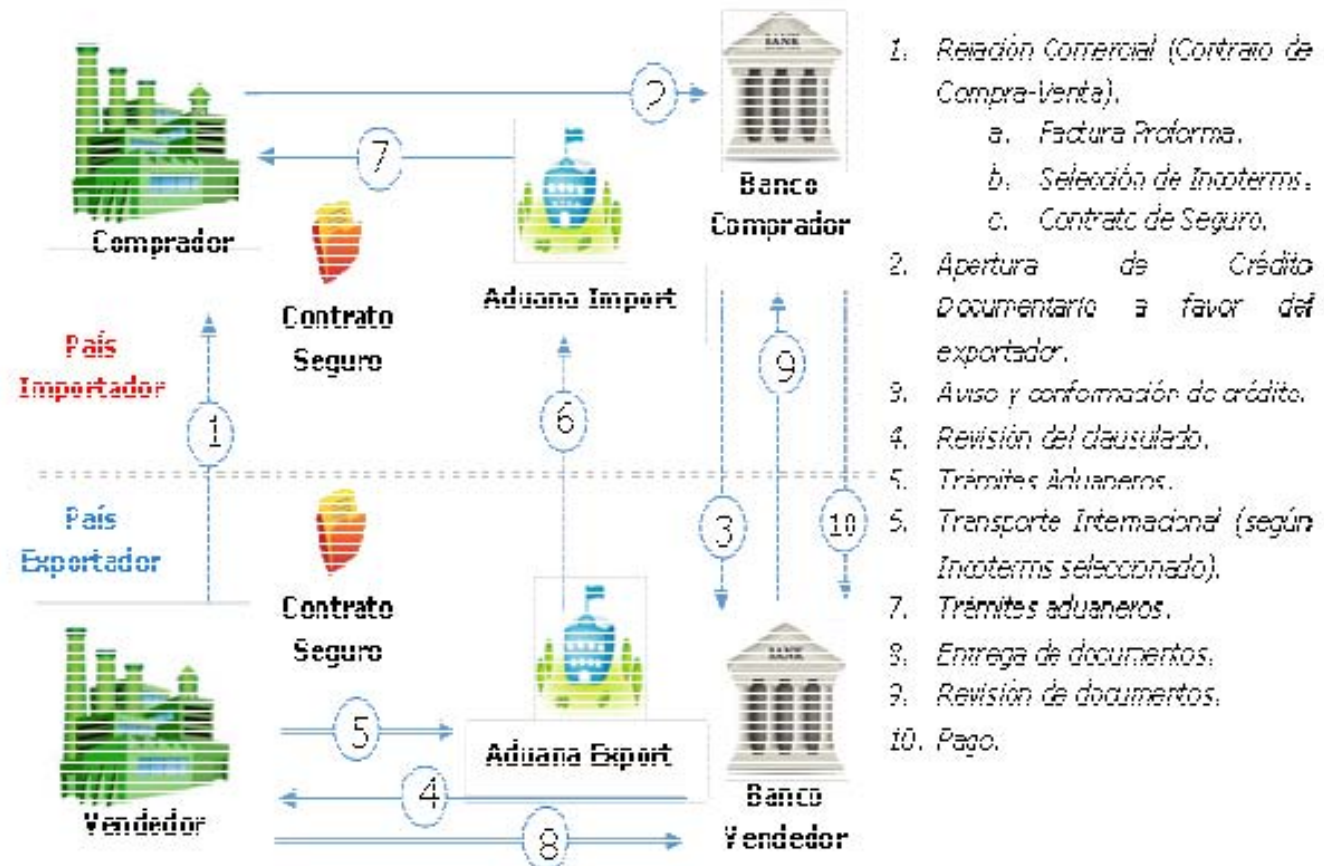 BANK
2
7
Comprador
Banco
Comprador
Aduana Import
Contrato
Seguro
País
Importador
1
6
9
3
10
País
Exportador
Contrato
Seguro
BANK
5
Aduana Export
4
Vendedor
8
Banco
Vendedor
1. Relación Comercial (Contrato de
Compra-Venta).
a. Factura Proforma.
b. Selección de Incoterms.
c. Contrato de Seguro.
2. Apertura de Crédito
Documentario a favor del
exportador.
3. Aviso y conformación de crédito.
4. Revisión del clausulado.
5. Trámites Aduaneros.
6. Transporte Internacional (según
Incoterms seleccionado).
7. Trámites aduaneros.
8. Entrega de documentos.
9. Revisión de documentos.
10. Pago.